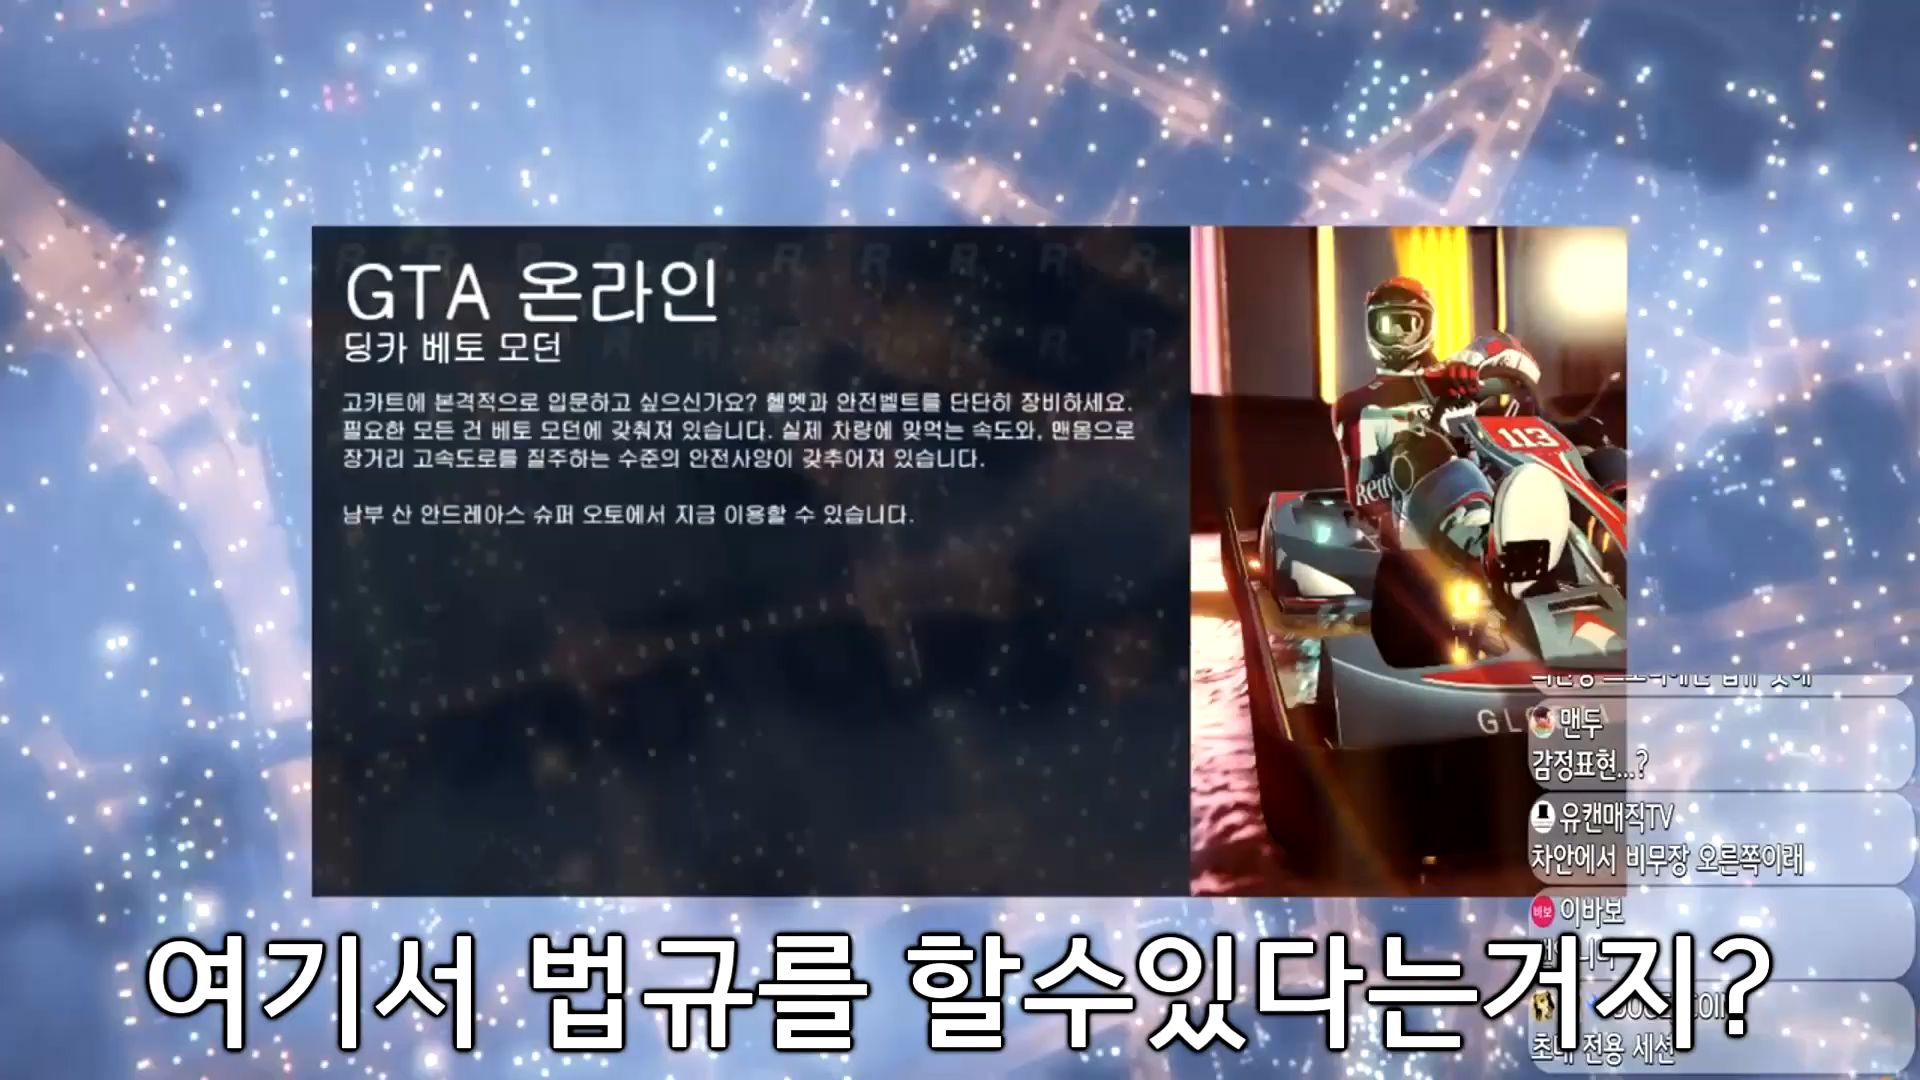 GTA 온라인
딩카 베토 모던
고카트에 본격적으로 입문하고 싶으신가요? 헬멧과 안전벨트를 단단히 장비하세요.
필요한 모든 건 베토 모던에 갖춰져 있습니다. 실제 차량에 맞먹는 속도와, 맨몸으로
장거리 고속도로를 질주하는 수준의 안전사양이 갖추어져 있습니다.
남부 산 안드레아스 슈퍼 오토에서 지금 이용할 수 있습니다.
113
Red
맨두
감정표현...?
유캔매직TV
차안에서 비무장 오른쪽이래
바보 이바보
초대 전용 세션
여기서 법규를 할수있다는거지?